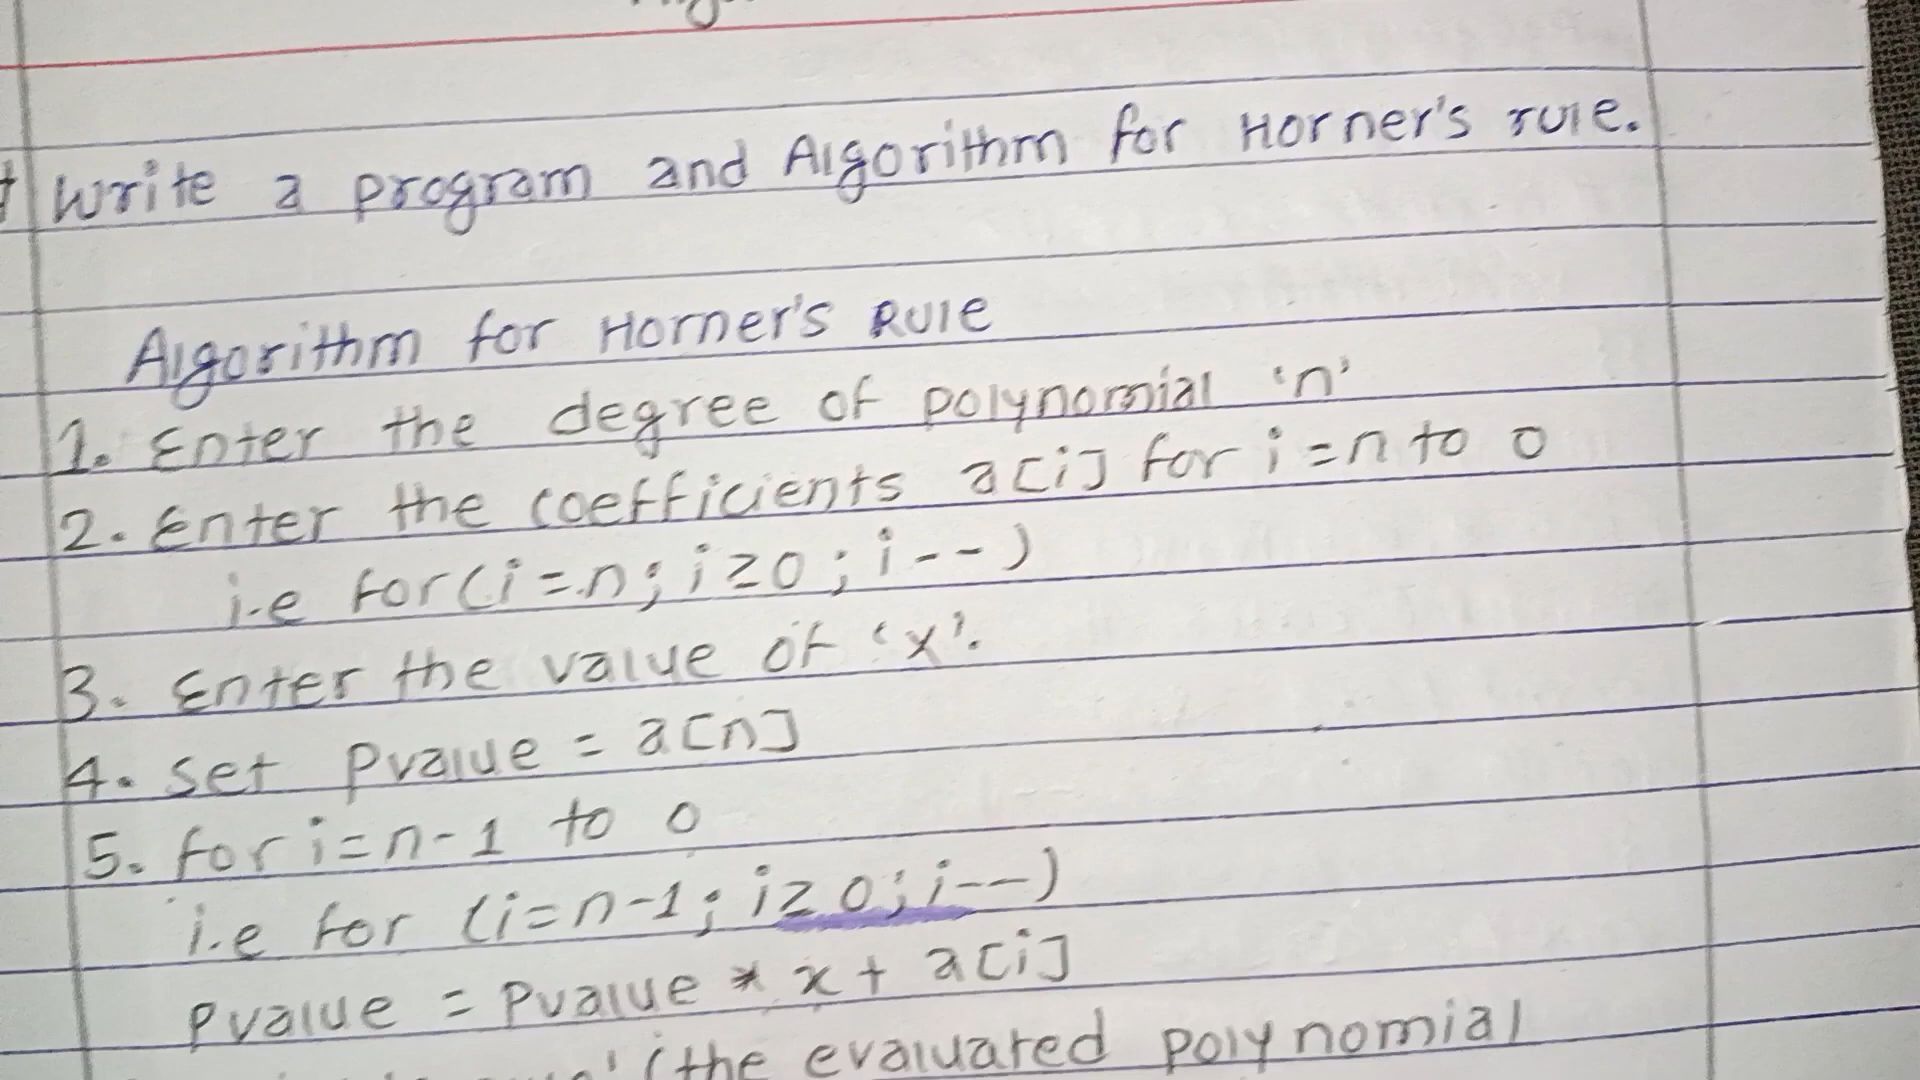 Write a program and Algorithm for Horner's rule.
Algorithm for Horner's Rule
1. Enter the degree of polynomial 'n'
2. Enter the coefficients a[i] for i=n to 0
i.e for(i=n; i≥0; i--)
3. Enter the value of 'x'.
4. set Pvalue = a[n]
5. for i=n-1 to 0
i.e for (i=n-1; i≥0; i--)
Pvalue = Pvalue * x + a[i]
(the evaluated polynomial